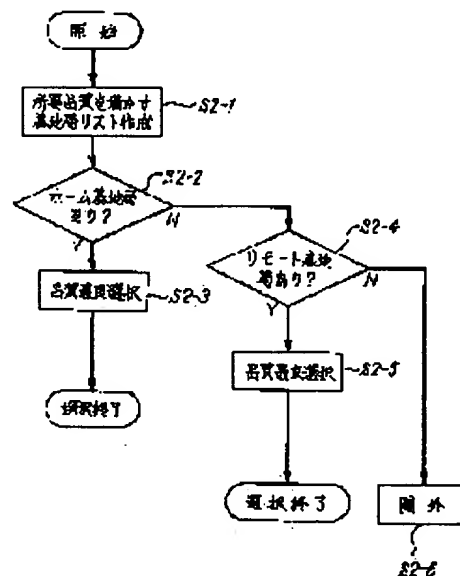 開始
所要品質を満たす
基地局リスト作成
S2-1
ホーム基地局
有り?
S2-2
N
Y
品質最良選択
S2-3
選択終了
リモート基地
局あり?
S2-4
N
Y
品質最良選択
S2-5
選択終了
圏外
S2-6